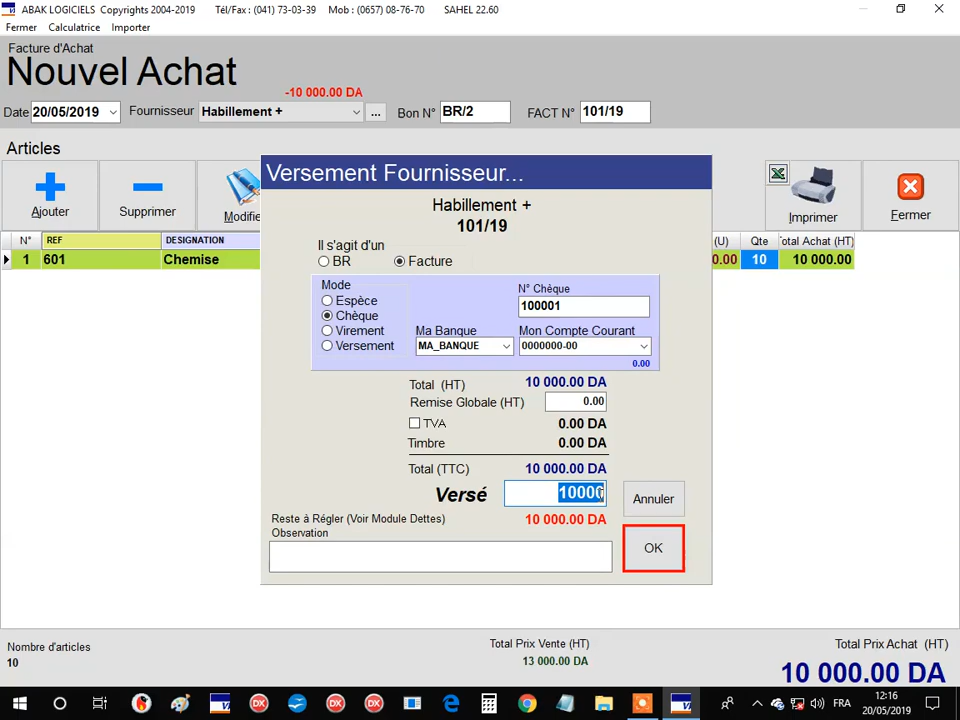 ABAK LOGICIELS Copyrights 2004-2019 Tél/Fax : (041) 73-03-39 Mob : (0657) 08-76-70 SAHEL 22.60
Fermer Calculatrice Importer
Facture d'Achat
Nouvel Achat
-10 000.00 DA
Date 20/05/2019 Fournisseur Habillement + ... Bon N° BR/2 FACT N° 101/19
Articles
Ajouter Supprimer Modifie Imprimer Fermer
N° REF DESIGNATION (U) Qte Total Achat (HT)
1 601 Chemise 0.00 10 10 000.00
Versement Fournisseur...
Habillement +
101/19
Il s'agit d'un
BR Facture
Mode
Espèce
Chèque
Virement
Versement
N° Chèque
100001
Ma Banque Mon Compte Courant
MA_BANQUE 0000000-00
0.00
Total (HT) 10 000.00 DA
Remise Globale (HT) 0.00
TVA 0.00 DA
Timbre 0.00 DA
Total (TTC) 10 000.00 DA
Versé 10000
Annuler
Reste à Régler (Voir Module Dettes) 10 000.00 DA
Observation
OK
Nombre d'articles
10
Total Prix Vente (HT)
13 000.00 DA
Total Prix Achat (HT)
10 000.00 DA
FRA
12:16
20/05/2019